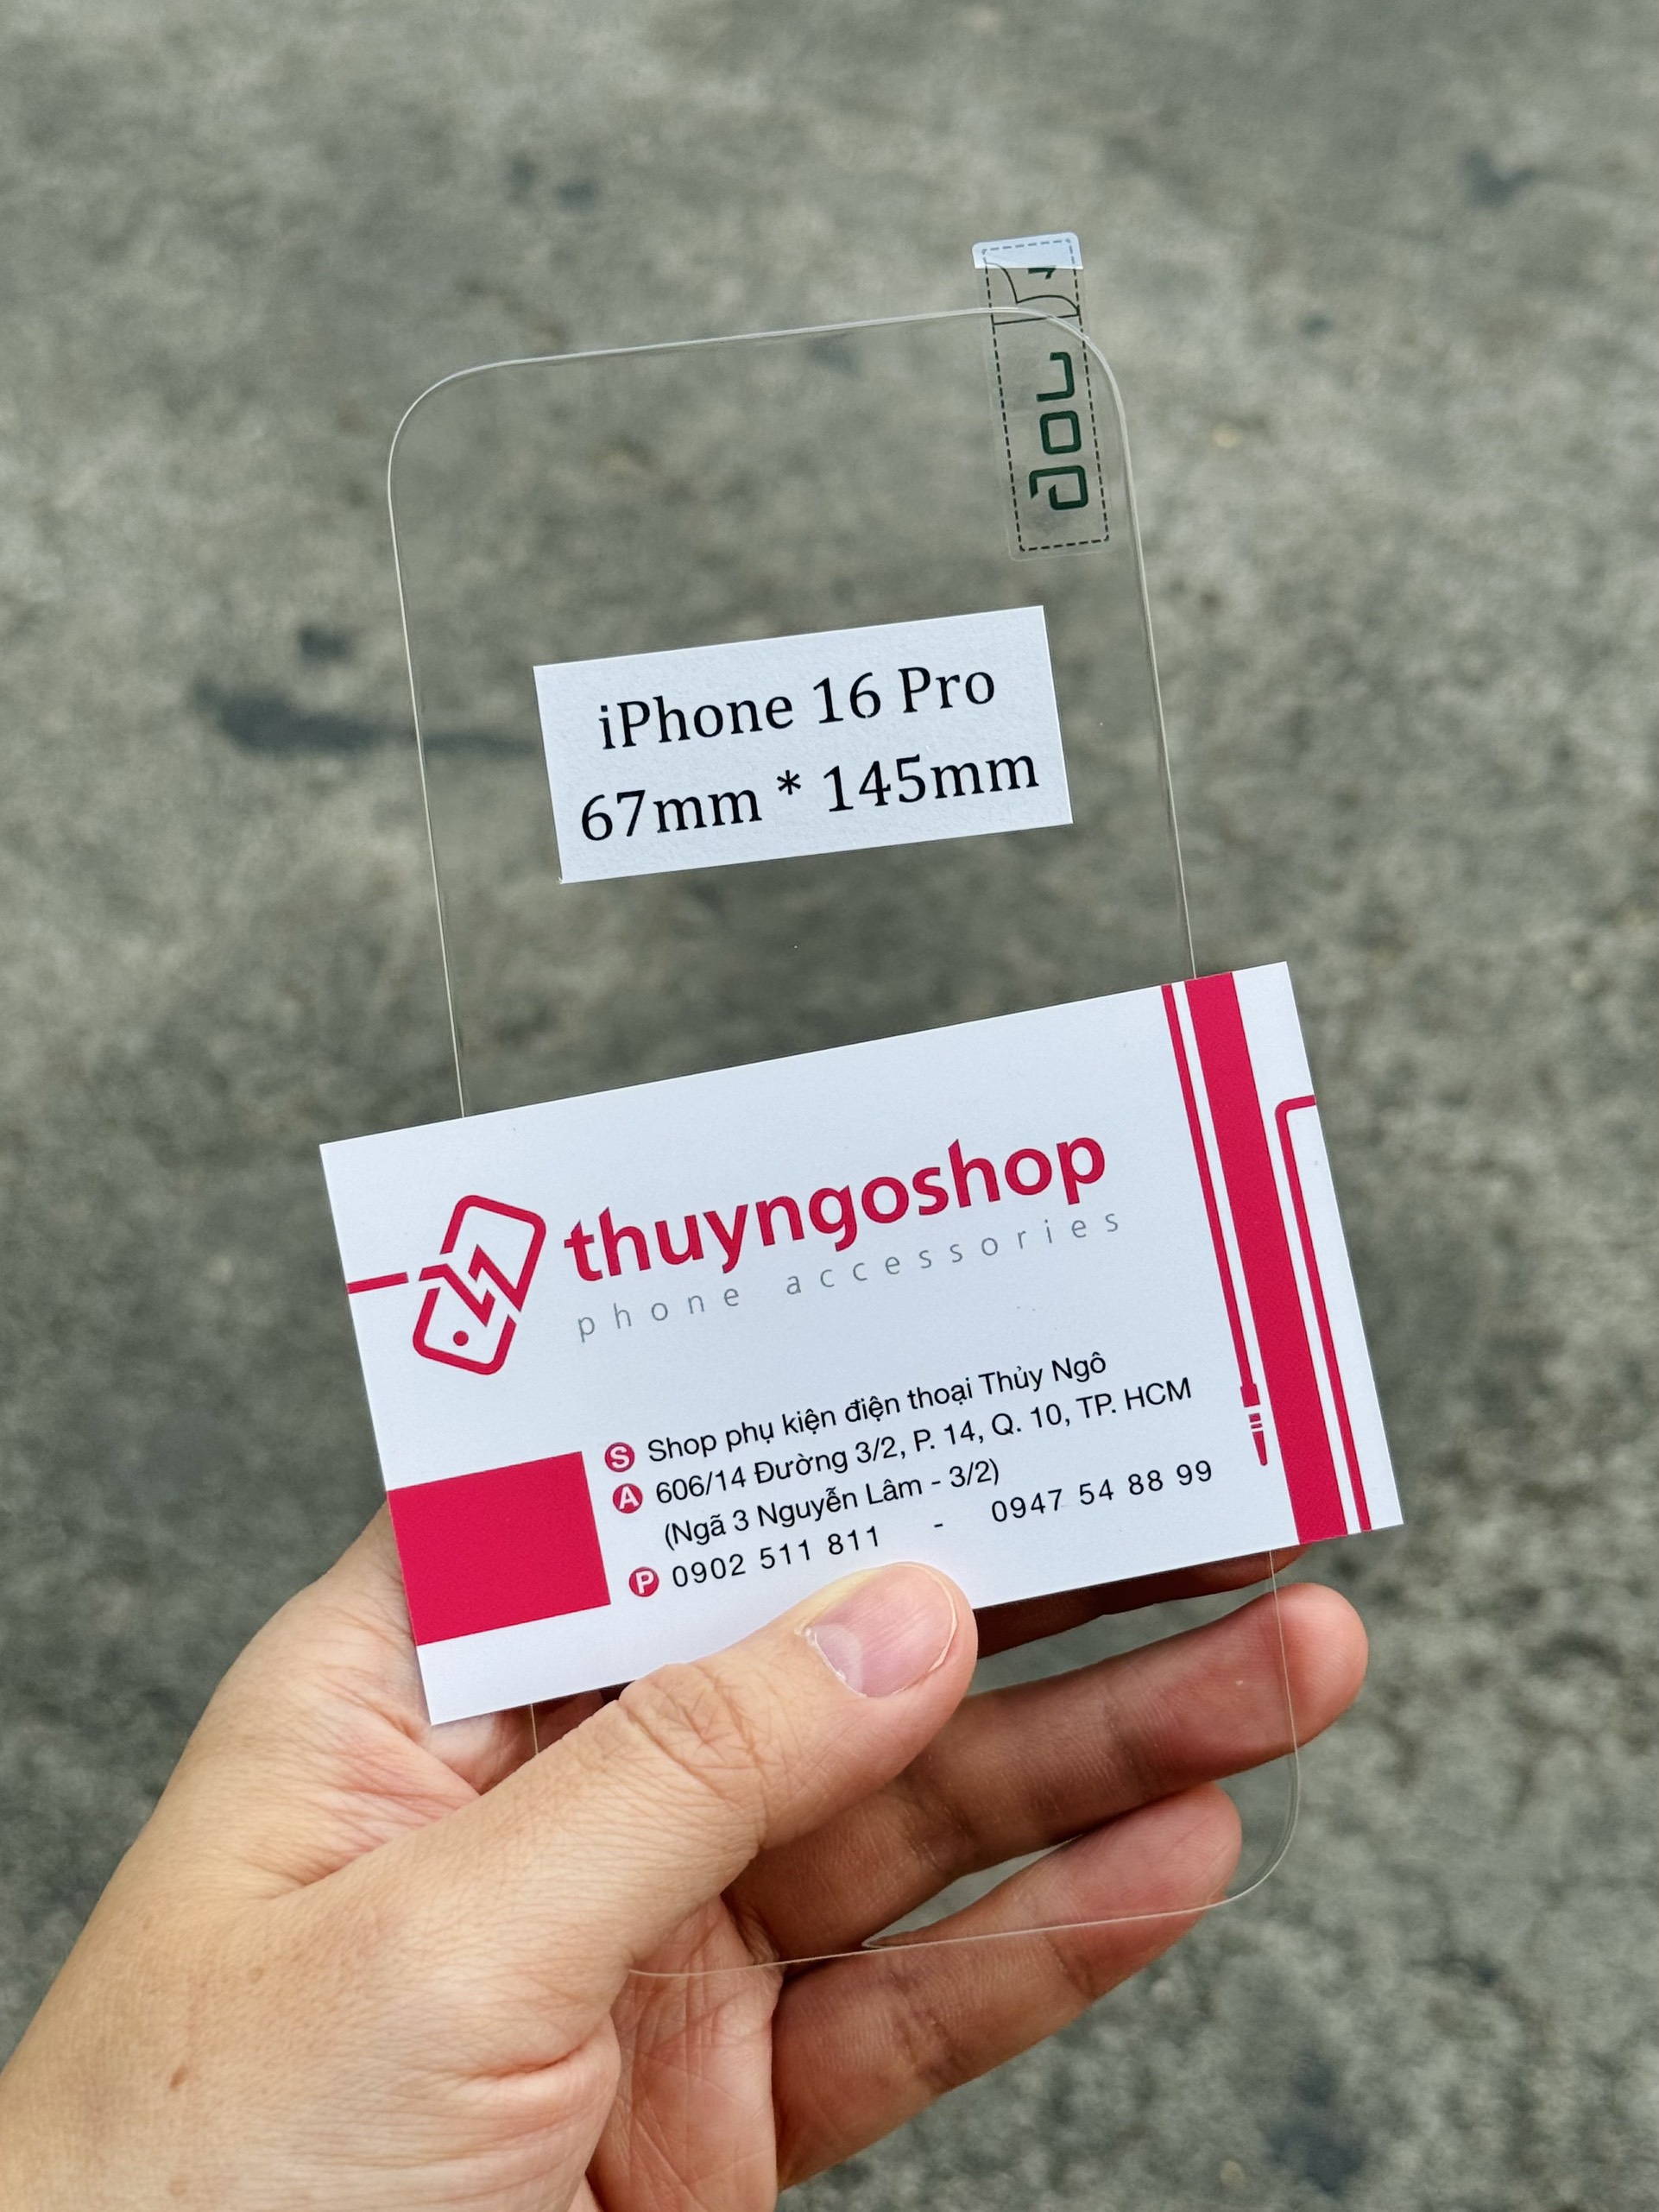 iPhone 16 Pro
67mm * 145mm
thuyngoshop
phone accessories
S Shop phụ kiện điện thoại Thủy Ngô
A 606/14 Đường 3/2, P. 14, Q. 10, TP. HCM
(Ngã 3 Nguyễn Lâm - 3/2)
P 0902 511 811 - 0947 54 88 99